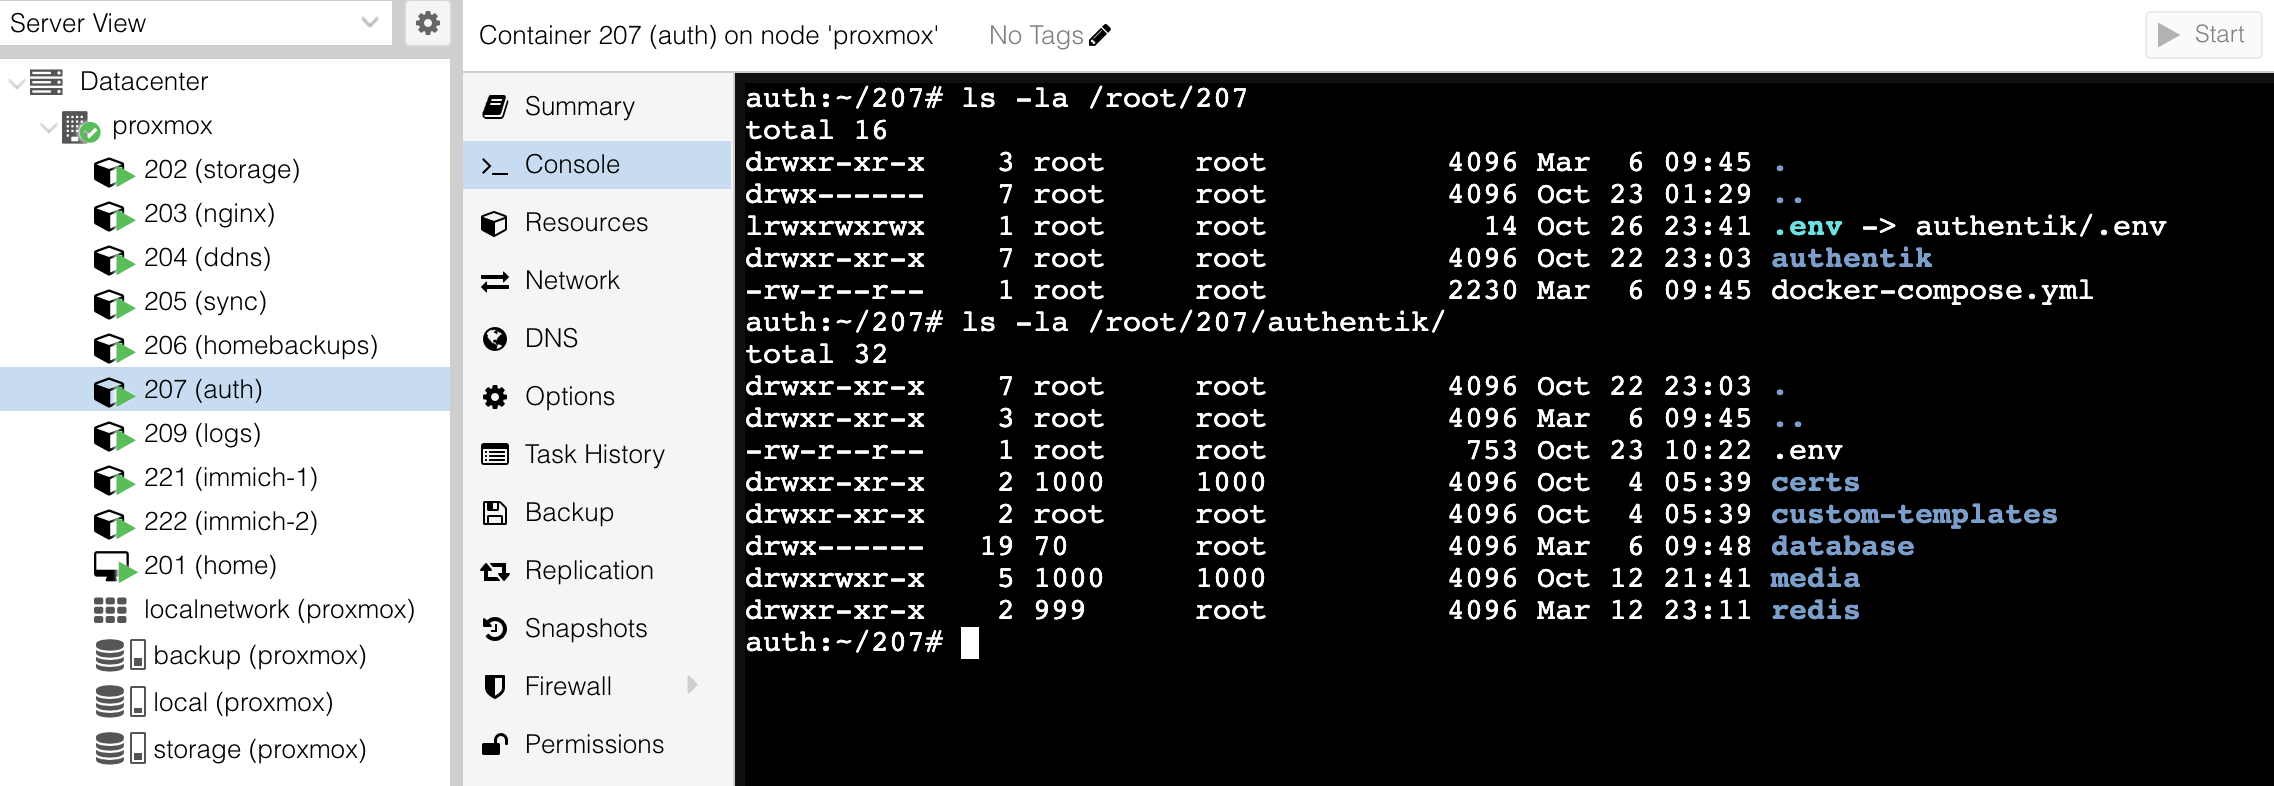 Server View
Datacenter
proxmox
202 (storage)
203 (nginx)
204 (ddns)
205 (sync)
206 (homebackups)
207 (auth)
209 (logs)
221 (immich-1)
222 (immich-2)
201 (home)
localnetwork (proxmox)
backup (proxmox)
local (proxmox)
storage (proxmox)
Container 207 (auth) on node 'proxmox'
No Tags
Start
Summary
Console
Resources
Network
DNS
Options
Task History
Backup
Replication
Snapshots
Firewall
Permissions
auth:~/207# ls -la /root/207
total 16
drwxr-xr-x    3 root     root          4096 Mar  6 09:45 .
drwx------    7 root     root          4096 Oct 23 01:29 ..
lrwxrwxrwx    1 root     root            14 Oct 26 23:41 .env -> authentik/.env
drwxr-xr-x    7 root     root          4096 Oct 22 23:03 authentik
-rw-r--r--    1 root     root          2230 Mar  6 09:45 docker-compose.yml
auth:~/207# ls -la /root/207/authentik/
total 32
drwxr-xr-x    7 root     root          4096 Oct 22 23:03 .
drwxr-xr-x    3 root     root          4096 Mar  6 09:45 ..
-rw-r--r--    1 root     root           753 Oct 23 10:22 .env
drwxr-xr-x    2 1000     1000          4096 Oct  4 05:39 certs
drwxr-xr-x    2 root     root          4096 Oct  4 05:39 custom-templates
drwx------   19 70       root          4096 Mar  6 09:48 database
drwxrwxr-x    5 1000     1000          4096 Oct 12 21:41 media
drwxr-xr-x    2 999      root          4096 Mar 12 23:11 redis
auth:~/207#